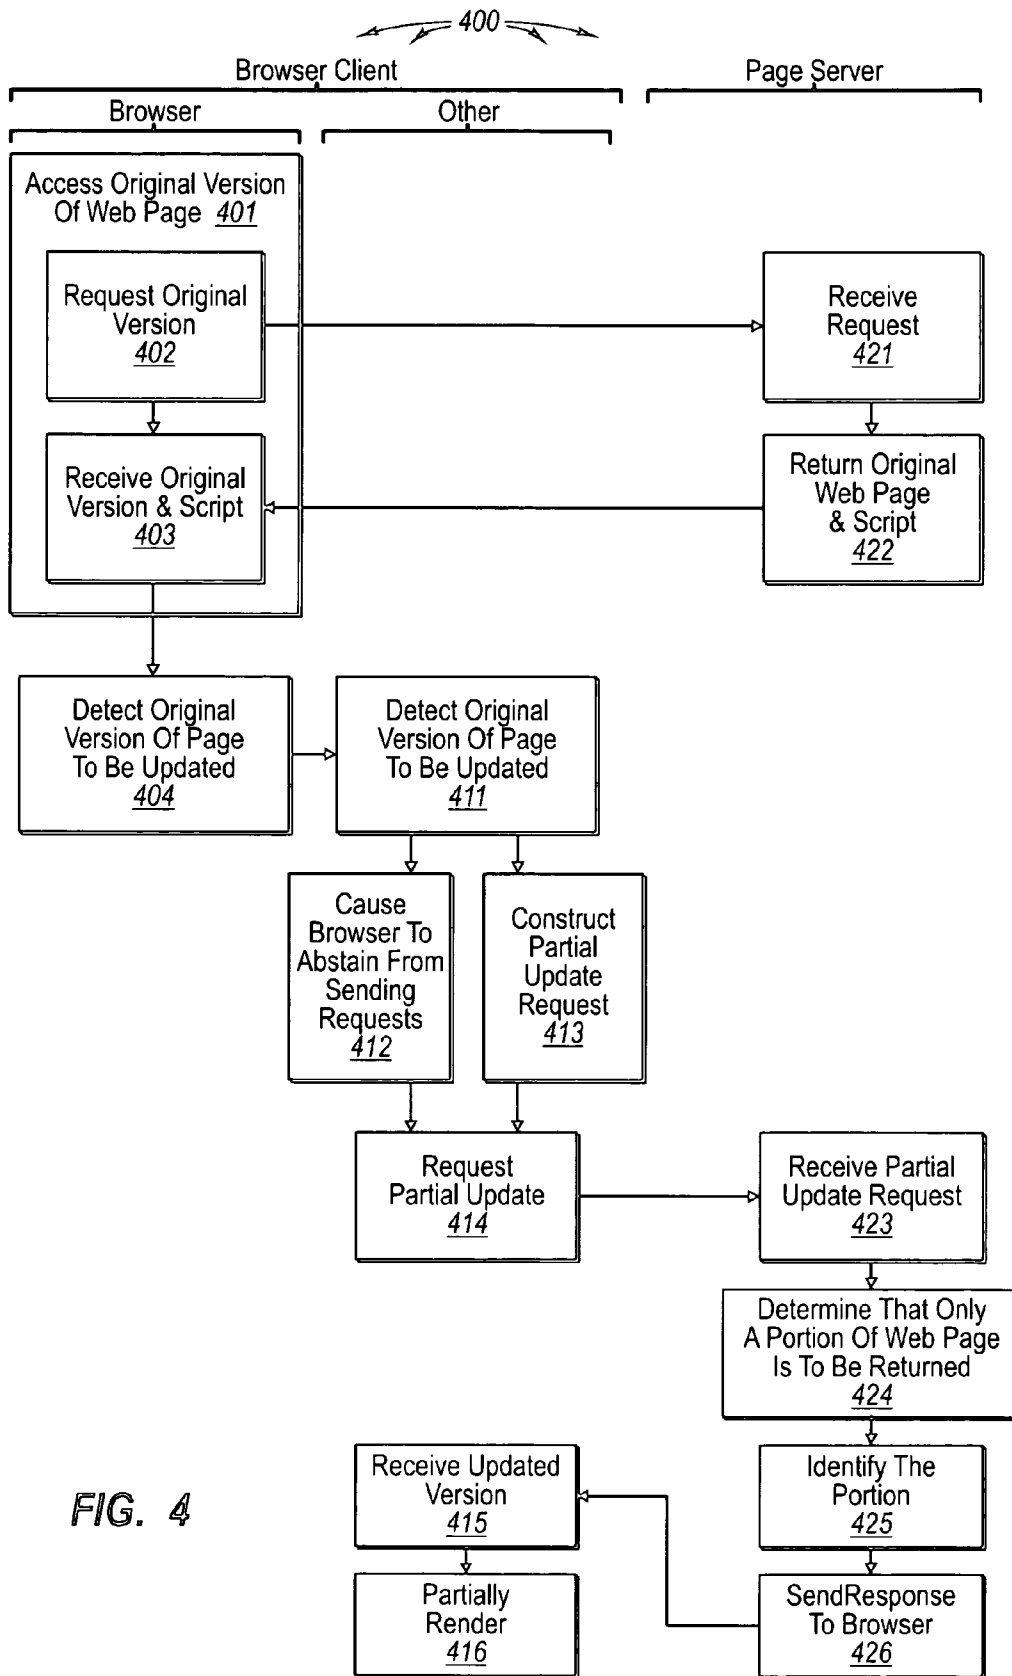 400
Browser Client
Page Server
Browser
Other
Access Original Version
Of Web Page 401
Request Original
Version
402
Receive
Request
421
Receive Original
Version & Script
403
Return Original
Web Page
& Script
422
Detect Original
Version Of Page
To Be Updated
404
Detect Original
Version Of Page
To Be Updated
411
Cause
Browser To
Abstain From
Sending
Requests
412
Construct
Partial
Update
Request
413
Request
Partial Update
414
Receive Partial
Update Request
423
Determine That Only
A Portion Of Web Page
Is To Be Returned
424
Receive Updated
Version
415
Identify The
Portion
425
Partially
Render
416
SendResponse
To Browser
426
FIG. 4